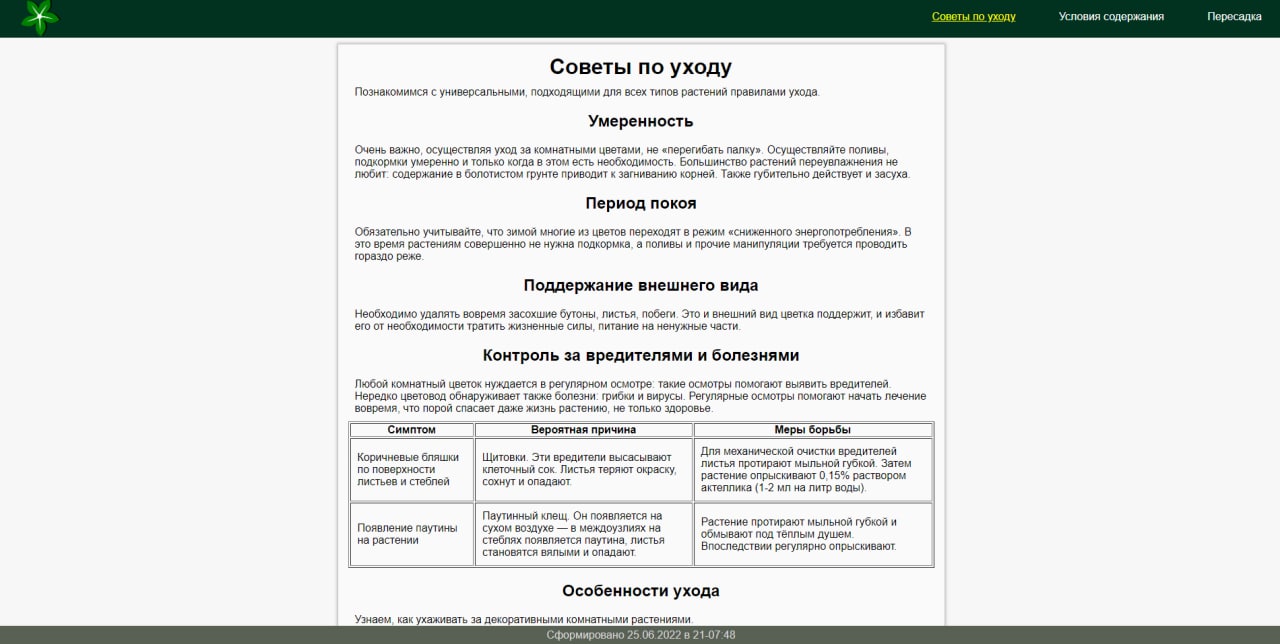 Советы по уходу
Условия содержания
Пересадка
Советы по уходу
Познакомимся с универсальными, подходящими для всех типов растений правилами ухода.
Умеренность
Очень важно, осуществляя уход за комнатными цветами, не «перегибать палку». Осуществляйте поливы,
подкормки умеренно и только когда в этом есть необходимость. Большинство растений переувлажнения не
любит: содержание в болотистом грунте приводит к загниванию корней. Также губительно действует и засуха.
Период покоя
Обязательно учитывайте, что зимой многие из цветов переходят в режим «сниженного энергопотребления». В
это время растениям совершенно не нужна подкормка, а поливы и прочие манипуляции требуется проводить
гораздо реже.
Поддержание внешнего вида
Необходимо удалять вовремя засохшие бутоны, листья, побеги. Это и внешний вид цветка поддержит, и избавит
его от необходимости тратить жизненные силы, питание на ненужные части.
Контроль за вредителями и болезнями
Любой комнатный цветок нуждается в регулярном осмотре: такие осмотры помогают выявить вредителей.
Нередко цветовод обнаруживает также болезни: грибки и вирусы. Регулярные осмотры помогают начать лечение
вовремя, что порой спасает даже жизнь растению, не только здоровье.
Симптом
Вероятная причина
Меры борьбы
Коричневые бляшки
по поверхности
листьев и стеблей
Щитовки. Эти вредители высасывают
клеточный сок. Листья теряют окраску,
сохнут и опадают.
Для механической очистки вредителей
листья протирают мыльной губкой. Затем
растение опрыскивают 0,15% раствором
актеллика (1-2 мл на литр воды).
Появление паутины
на растении
Паутинный клещ. Он появляется на
сухом воздухе — в междоузлиях на
стеблях появляется паутина, листья
становятся вялыми и опадают.
Растение протирают мыльной губкой и
обмывают под тёплым душем.
Впоследствии регулярно опрыскивают.
Особенности ухода
Узнаем, как ухаживать за декоративными комнатными растениями.
Сформировано 25.06.2022 в 21-07:48